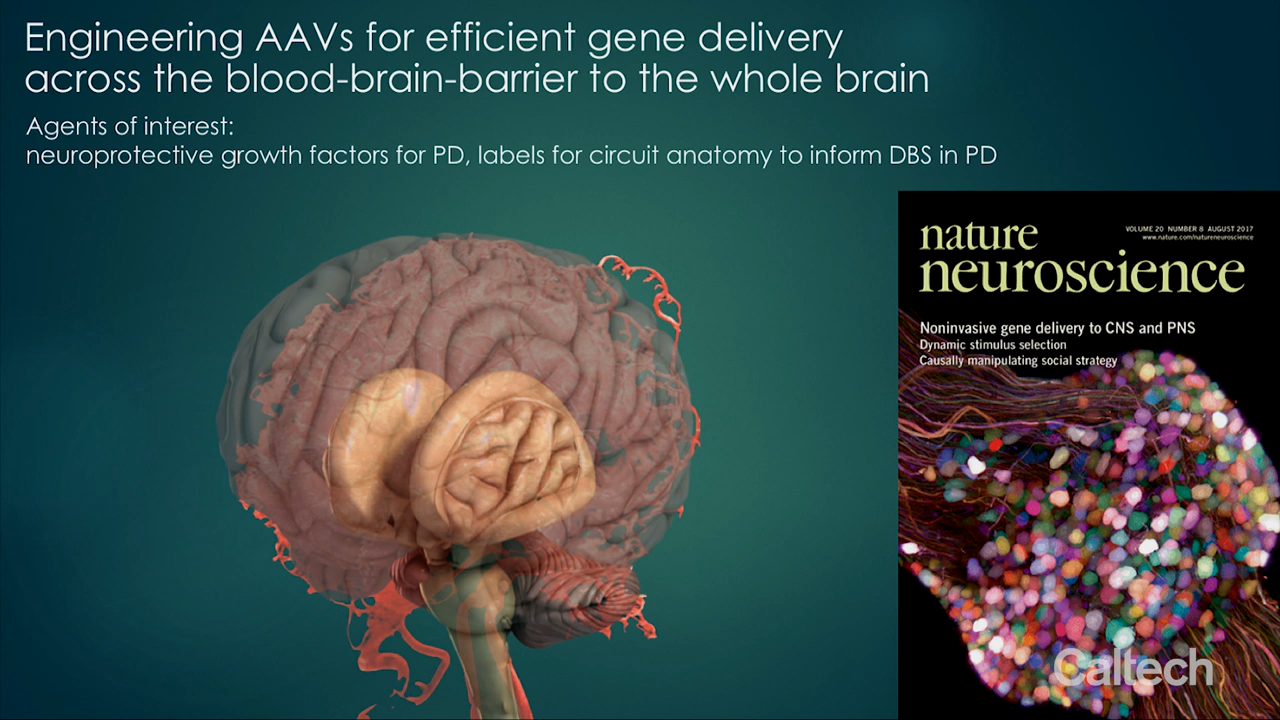 Engineering AAVs for efficient gene delivery
across the blood-brain-barrier to the whole brain
Agents of interest:
neuroprotective growth factors for PD, labels for circuit anatomy to inform DBS in PD
nature
neuroscience
VOLUME 20 NUMBER 8 AUGUST 2017
www.nature.com/natureneuroscience
Noninvasive gene delivery to CNS and PNS
Dynamic stimulus selection
Causally manipulating social strategy
Caltech